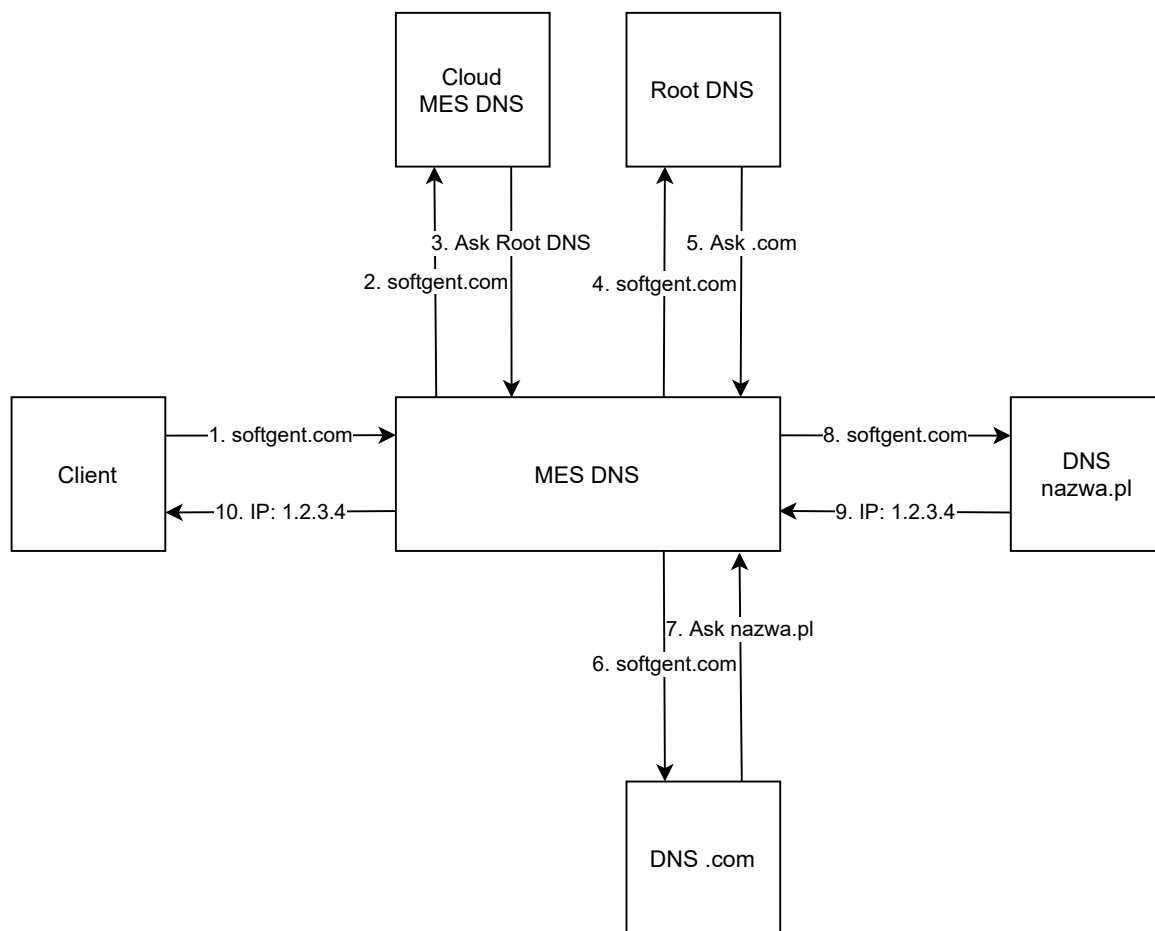 Cloud
MES DNS
Root DNS
3. Ask Root DNS
5. Ask .com
2. softgent.com
4. softgent.com
1. softgent.com
8. softgent.com
Client
MES DNS
DNS
nazwa.pl
10. IP: 1.2.3.4
9. IP: 1.2.3.4
7. Ask nazwa.pl
6. softgent.com
DNS .com